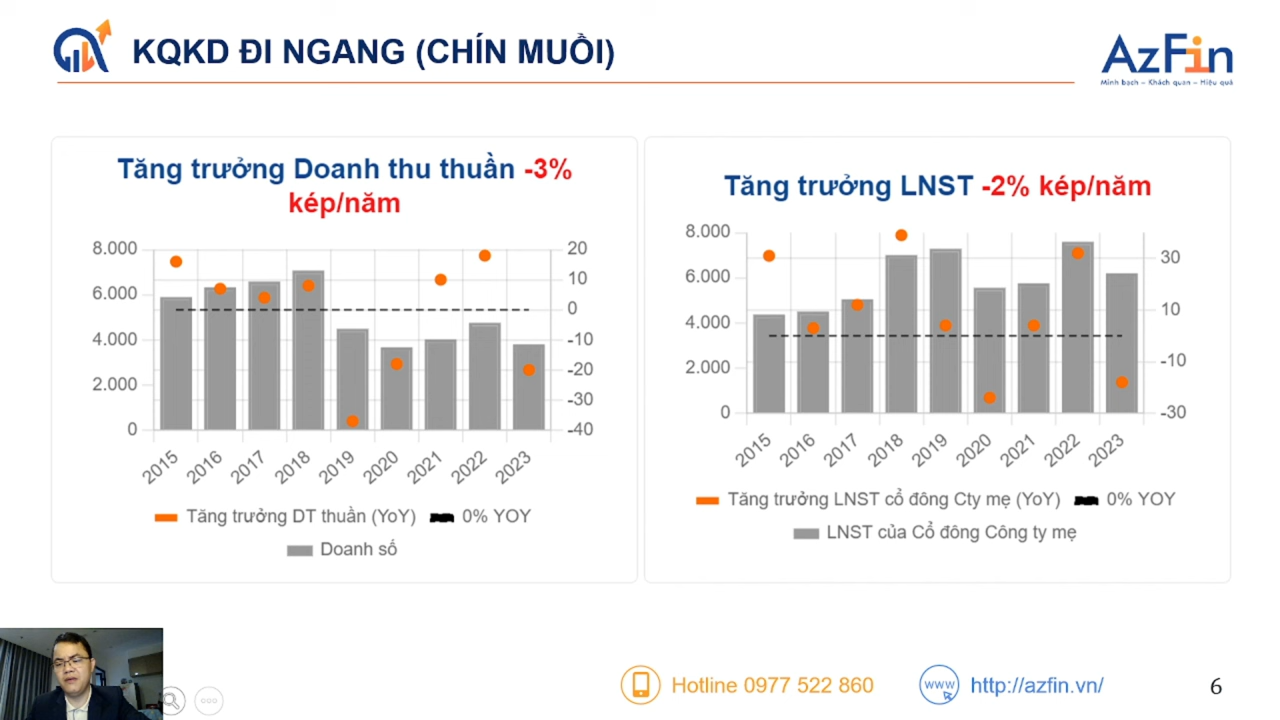 KQKD ĐI NGANG (CHÍN MUỒI)
AzFin
Minh bạch – Khách quan – Hiệu quả
Tăng trưởng Doanh thu thuần -3%
kép/năm
8.000
6.000
4.000
2.000
0
20
10
0
-10
-20
-30
-40
2015 2016 2017 2018 2019 2020 2021 2022 2023
Tăng trưởng DT thuần (YoY) 0% YOY
Doanh số
Tăng trưởng LNST -2% kép/năm
8.000
6.000
4.000
2.000
0
30
10
-10
-30
2015 2016 2017 2018 2019 2020 2021 2022 2023
Tăng trưởng LNST cổ đông Cty mẹ (YoY) 0% YOY
LNST của Cổ đông Công ty mẹ
Hotline 0977 522 860
www
http://azfin.vn/
6